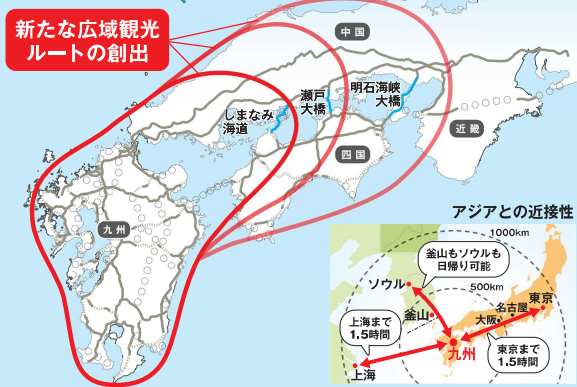 新たな広域観光
ルートの創出
中国
瀬戸
大橋
明石海峡
大橋
しまなみ
海道
近畿
四国
九州
アジアとの近接性
1000km
釜山もソウルも
日帰り可能
500km
ソウル
釜山
東京
名古屋
大阪
上海まで
1.5時間
九州
東京まで
1.5時間
上海